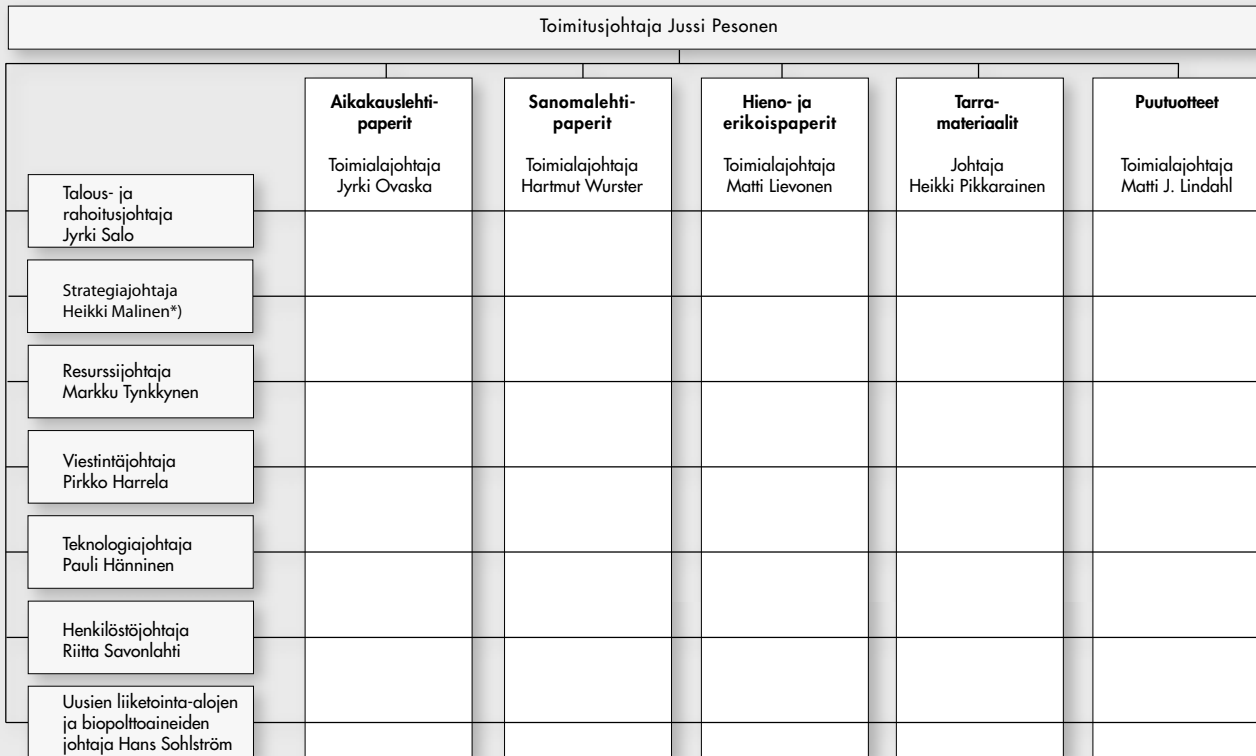 Toimitusjohtaja Jussi Pesonen
Aikakauslehti-
paperit
Toimialajohtaja
Jyrki Ovaska
Sanomalehti-
paperit
Toimialajohtaja
Hartmut Wurster
Hieno- ja
erikoispaperit
Toimialajohtaja
Matti Lievonen
Tarra-
materiaalit
Johtaja
Heikki Pikkarainen
Puutuotteet
Toimialajohtaja
Matti J. Lindahl
Talous- ja
rahoitusjohtaja
Jyrki Salo
Strategiajohtaja
Heikki Malinen*)
Resurssijohtaja
Markku Tynkkynen
Viestintäjohtaja
Pirkko Harrela
Teknologiajohtaja
Pauli Hänninen
Henkilöstöjohtaja
Riitta Savonlahti
Uusien liiketointa-alojen
ja biopolttoaineiden
johtaja Hans Sohlström